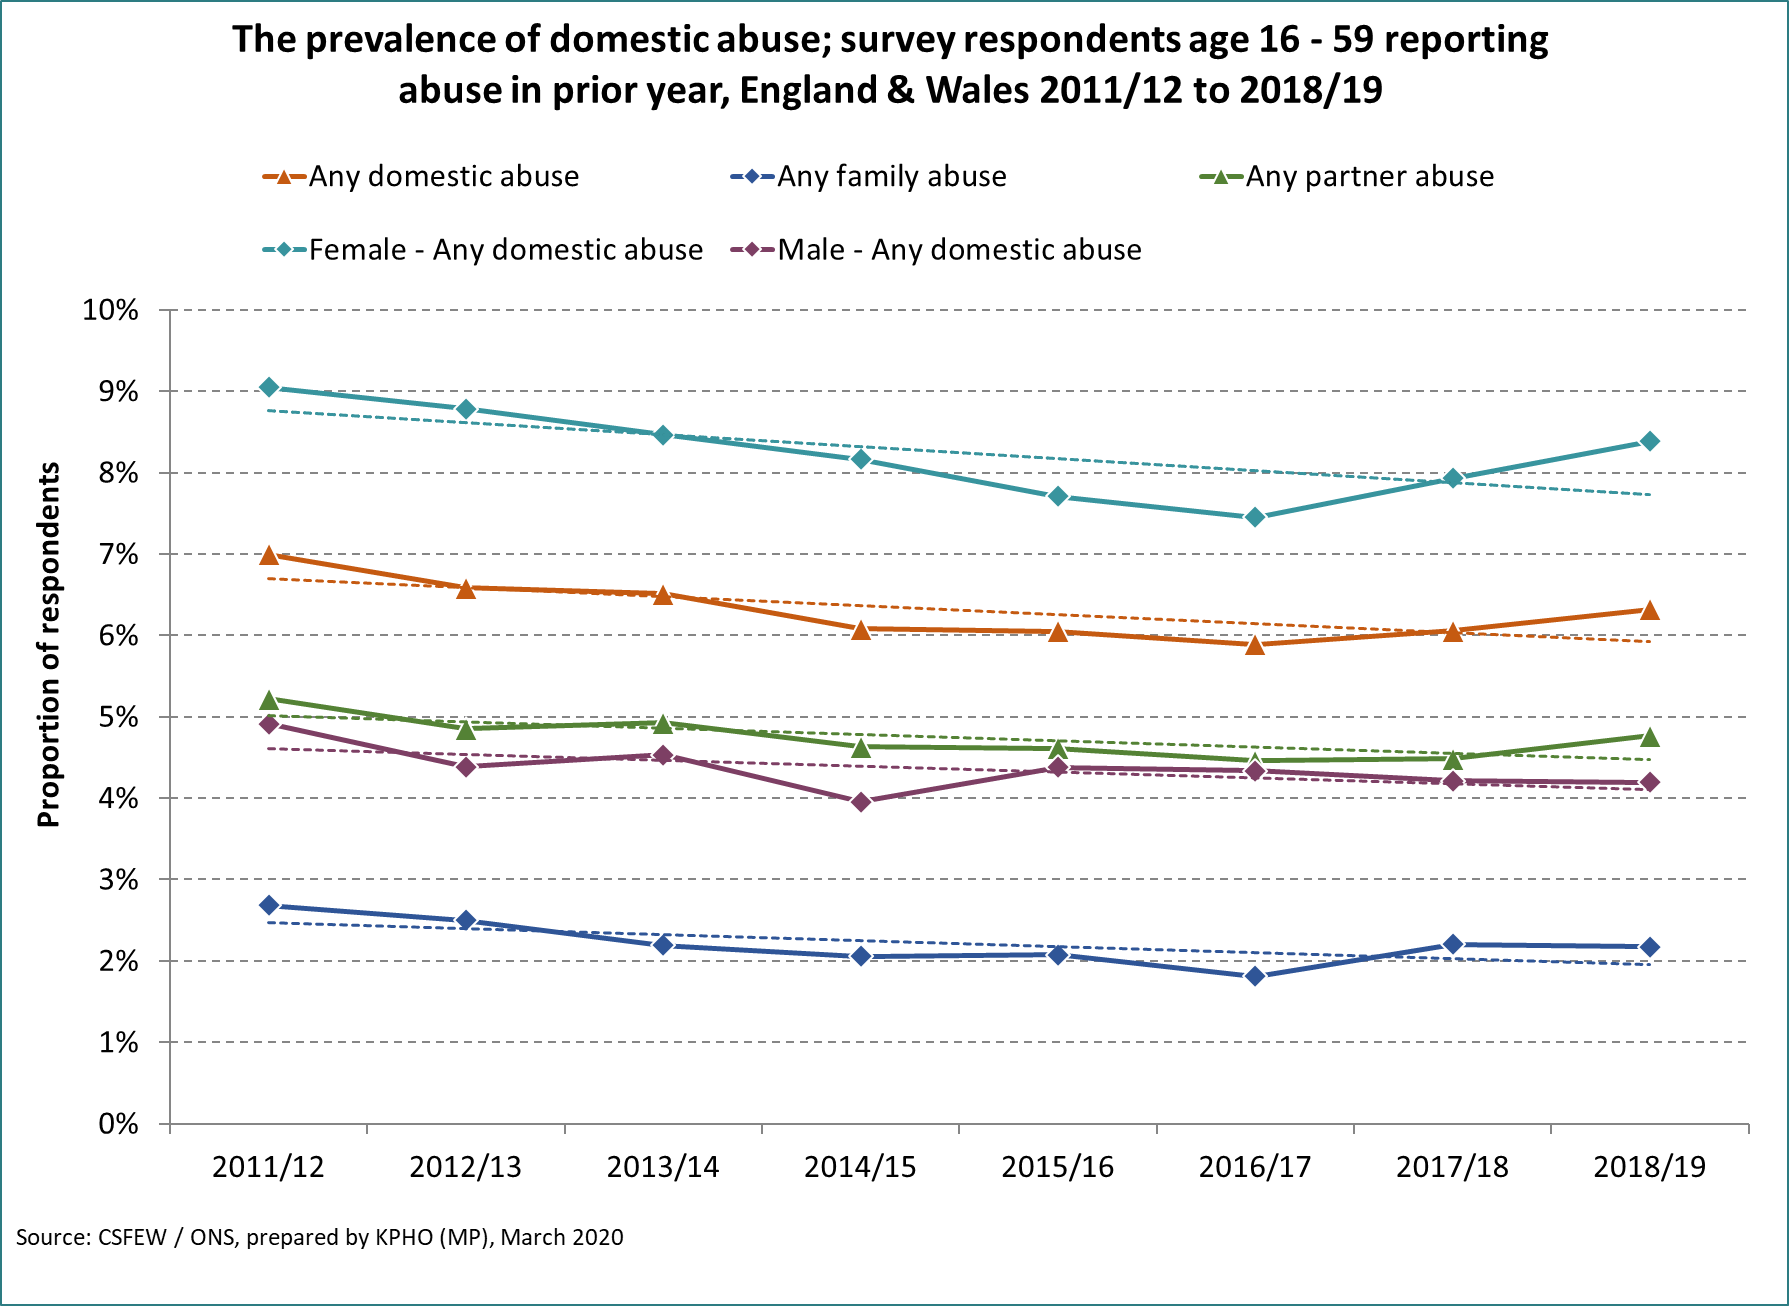 The prevalence of domestic abuse; survey respondents age 16 - 59 reporting
abuse in prior year, England & Wales 2011/12 to 2018/19
Any domestic abuse
Any family abuse
Any partner abuse
Female - Any domestic abuse
Male - Any domestic abuse
Proportion of respondents
10%
9%
8%
7%
6%
5%
4%
3%
2%
1%
0%
2011/12
2012/13
2013/14
2014/15
2015/16
2016/17
2017/18
2018/19
Source: CSFEW / ONS, prepared by KPHO (MP), March 2020